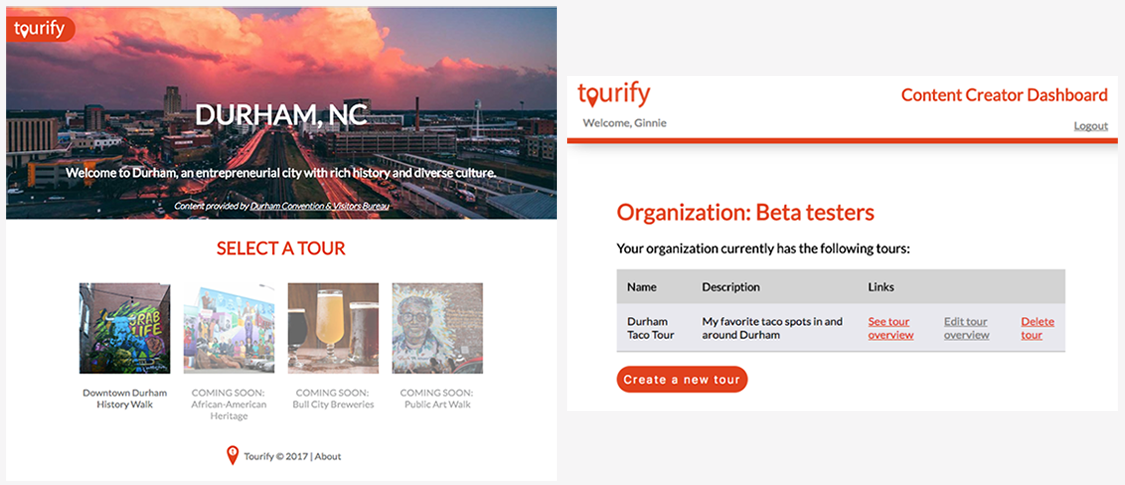 tourify
DURHAM, NC
Welcome to Durham, an entrepreneurial city with rich history and diverse culture.
Content provided by Durham Convention & Visitors Bureau
SELECT A TOUR
GRAB
LIFE
Downtown Durham
History Walk
COMING SOON:
African-American
Heritage
COMING SOON:
Bull City Breweries
COMING SOON:
Public Art Walk
Tourify © 2017 | About
tourify
Content Creator Dashboard
Welcome, Ginnie
Logout
Organization: Beta testers
Your organization currently has the following tours:
Name Description Links
Durham My favorite taco spots in and See tour Edit tour Delete
Taco Tour around Durham overview overview tour
Create a new tour